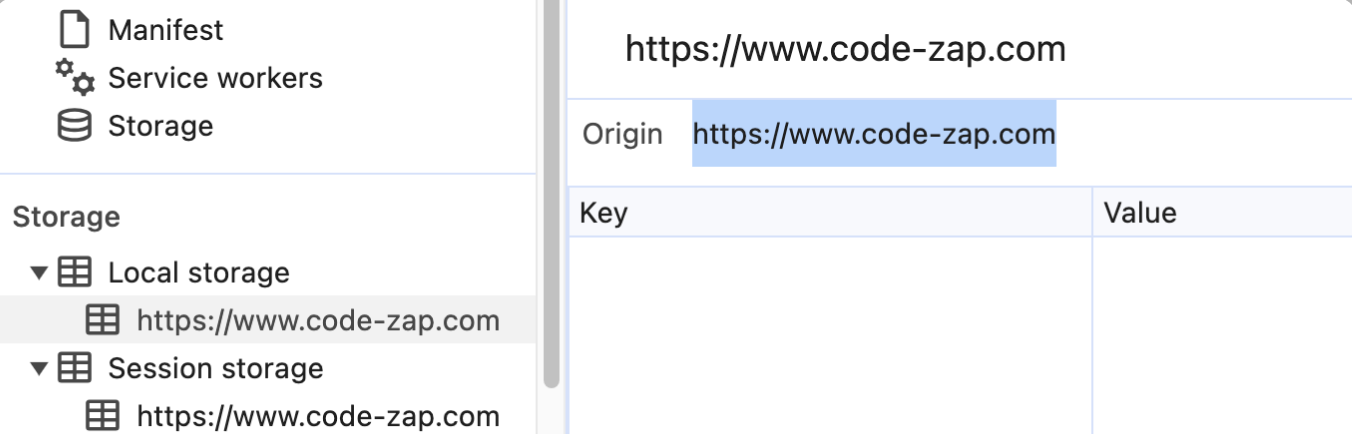 Manifest
Service workers
Storage
Storage
Local storage
https://www.code-zap.com
Session storage
https://www.code-zap.com
https://www.code-zap.com
Origin https://www.code-zap.com
Key Value